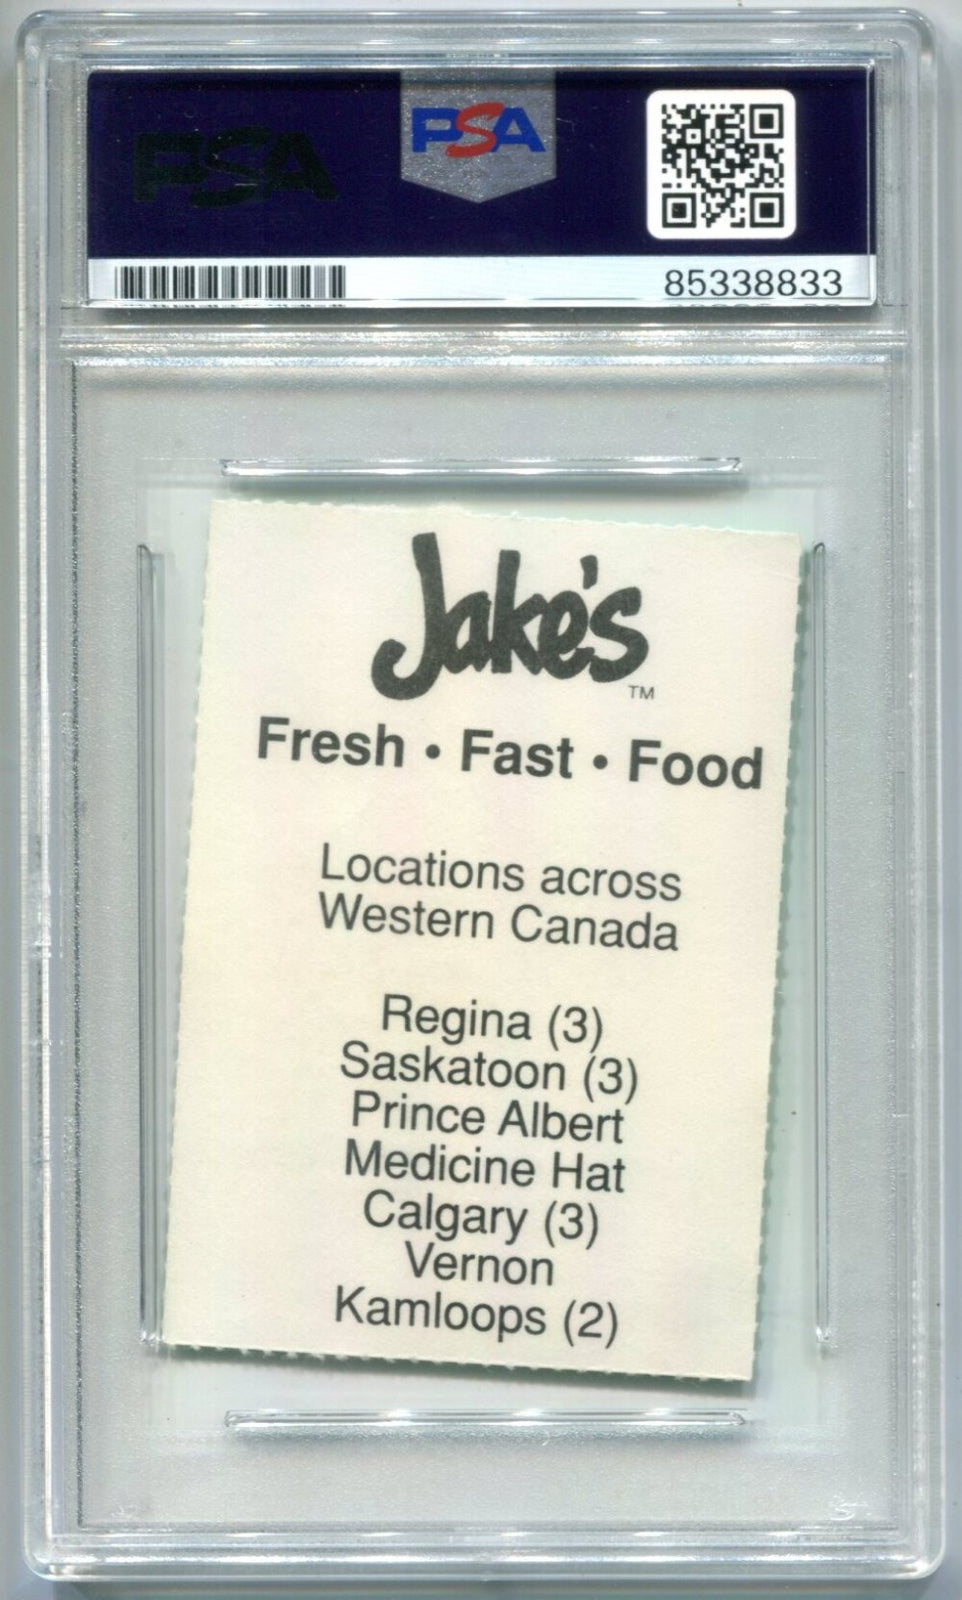 PSA
PSA
85338833
Jake's
TM
Fresh • Fast • Food
Locations across
Western Canada
Regina (3)
Saskatoon (3)
Prince Albert
Medicine Hat
Calgary (3)
Vernon
Kamloops (2)